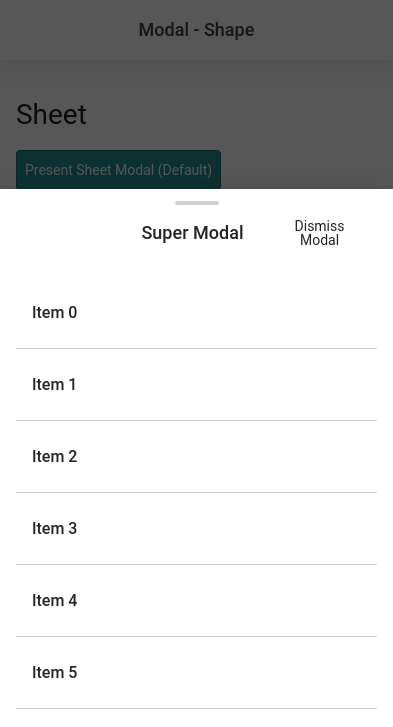 Modal - Shape
Sheet
Present Sheet Modal (Default)
Super Modal
Dismiss
Modal
Item 0
Item 1
Item 2
Item 3
Item 4
Item 5